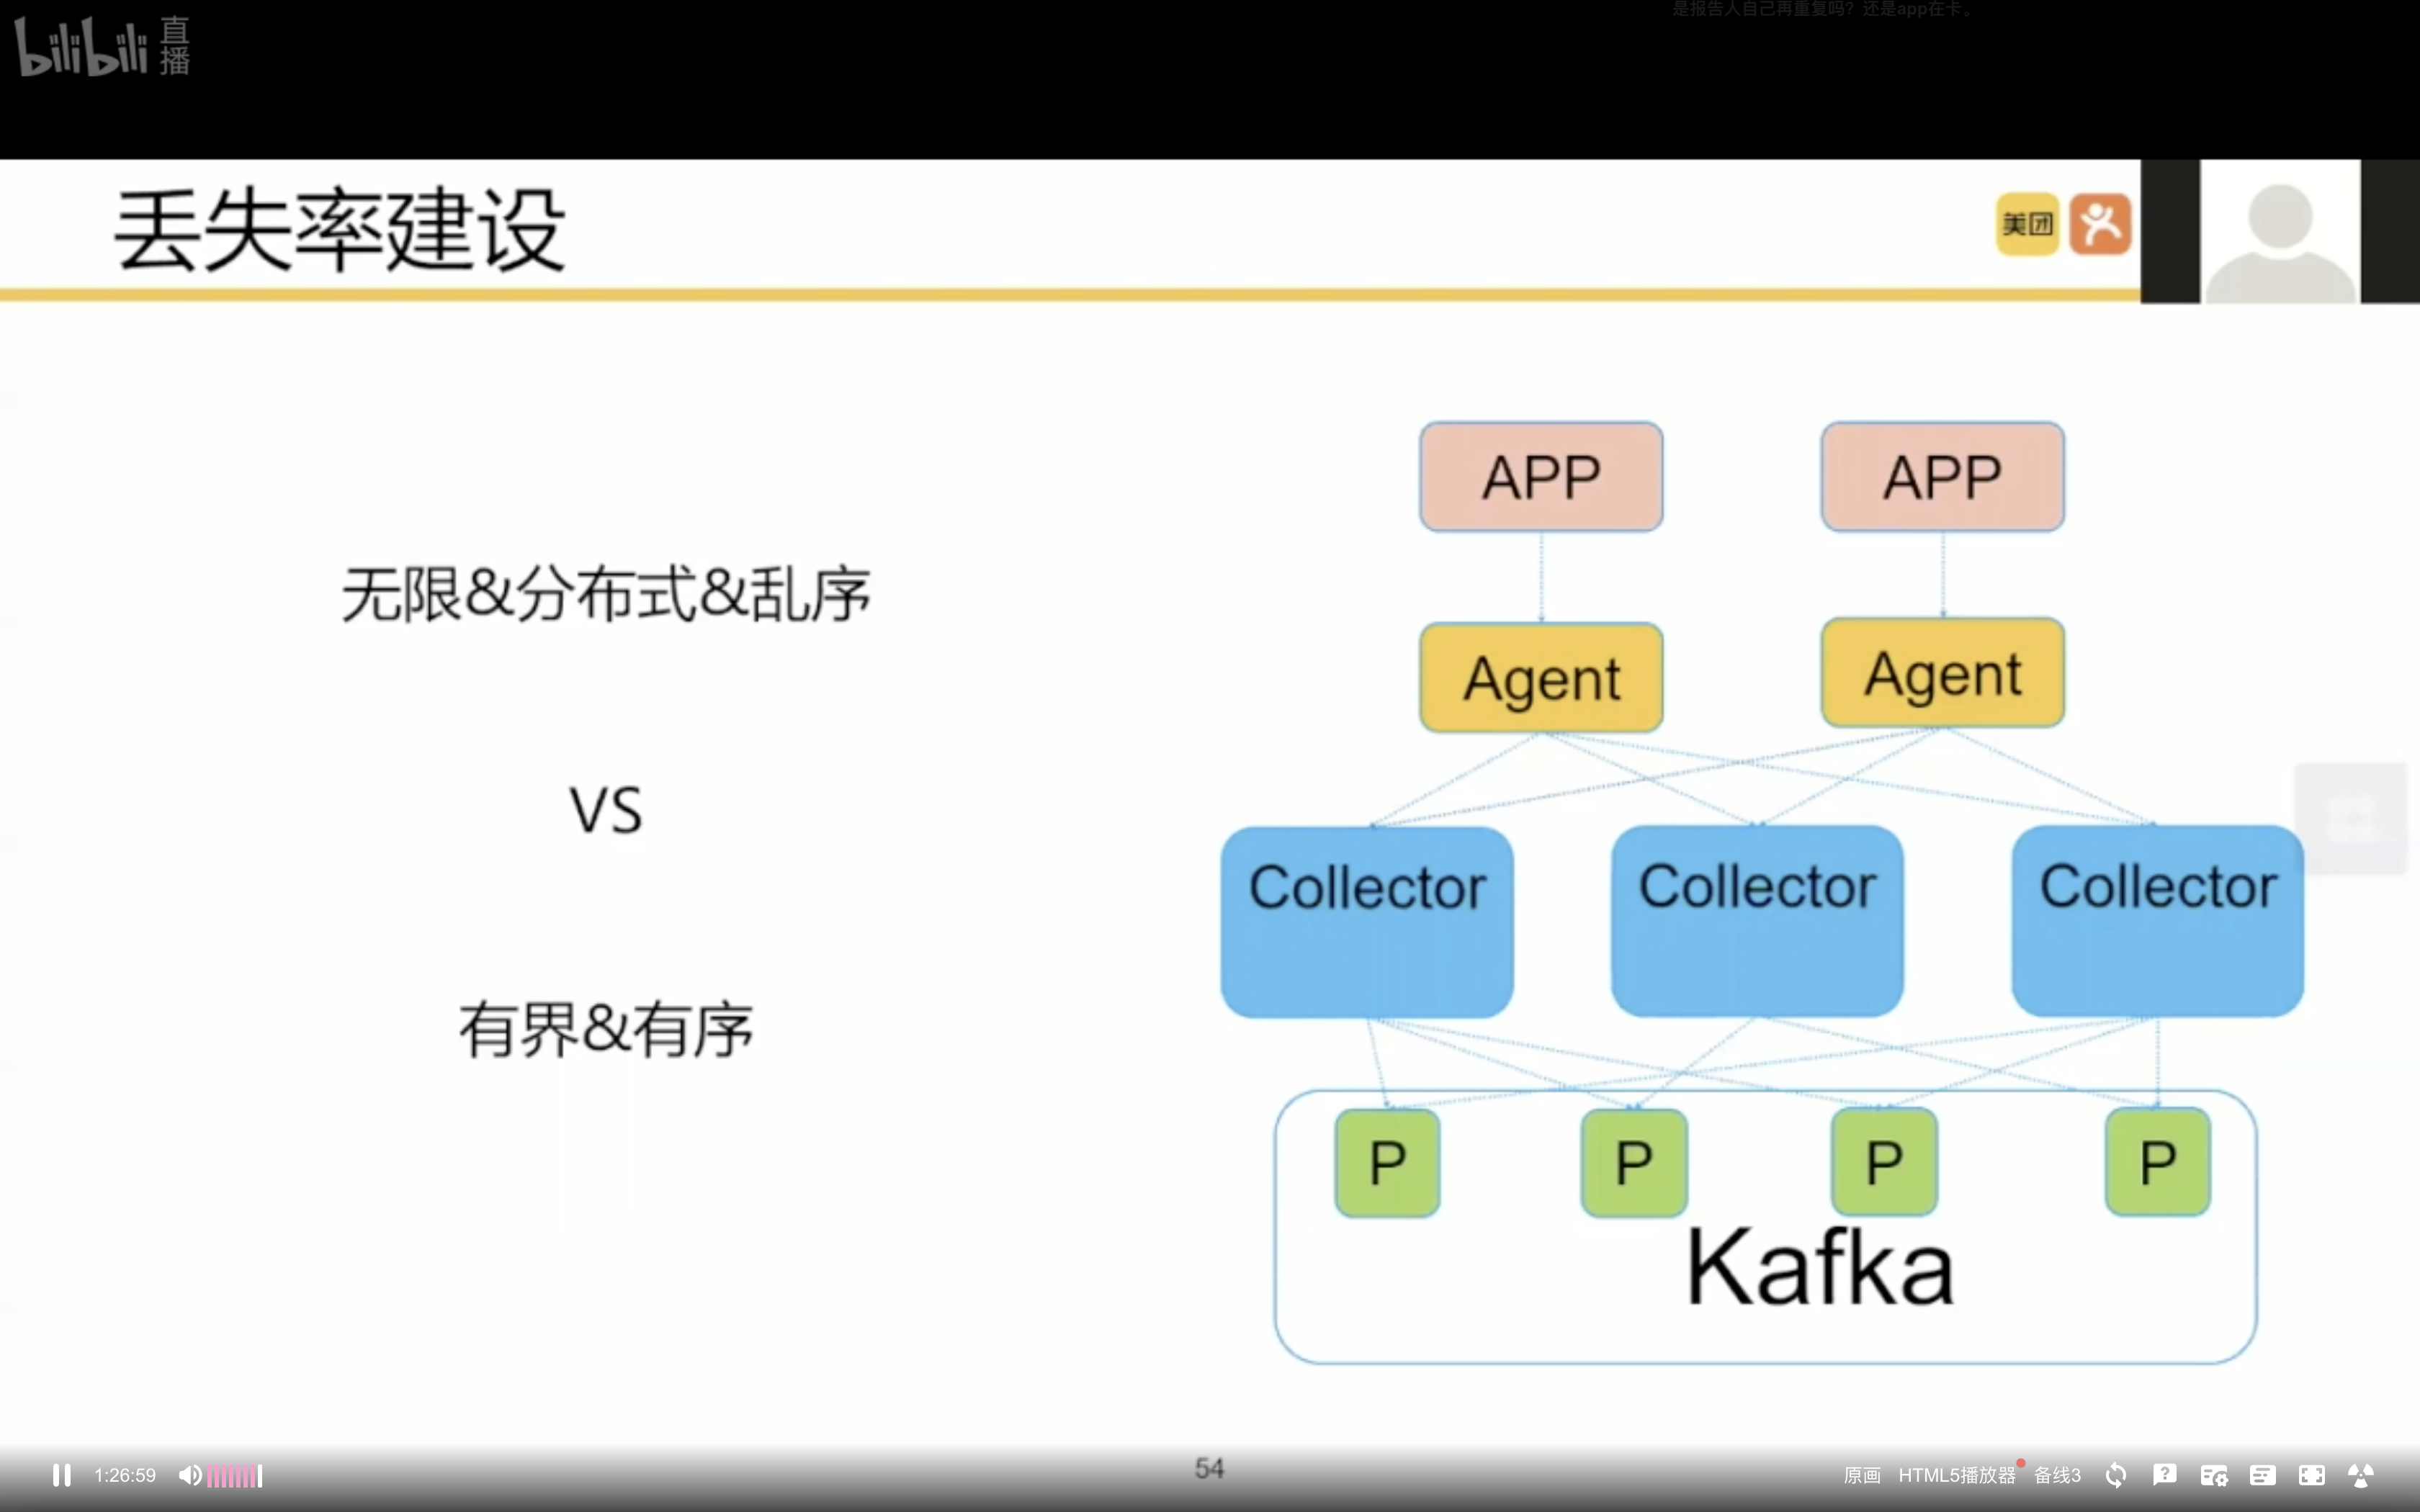 是报告人自己再重复吗？还是app在卡。
bilibili 直播
丢失率建设
美团
无限&分布式&乱序
VS
有界&有序
APP
APP
Agent
Agent
Collector
Collector
Collector
P
P
P
P
Kafka
54
1:26:59
原画
HTML5播放器
备线3